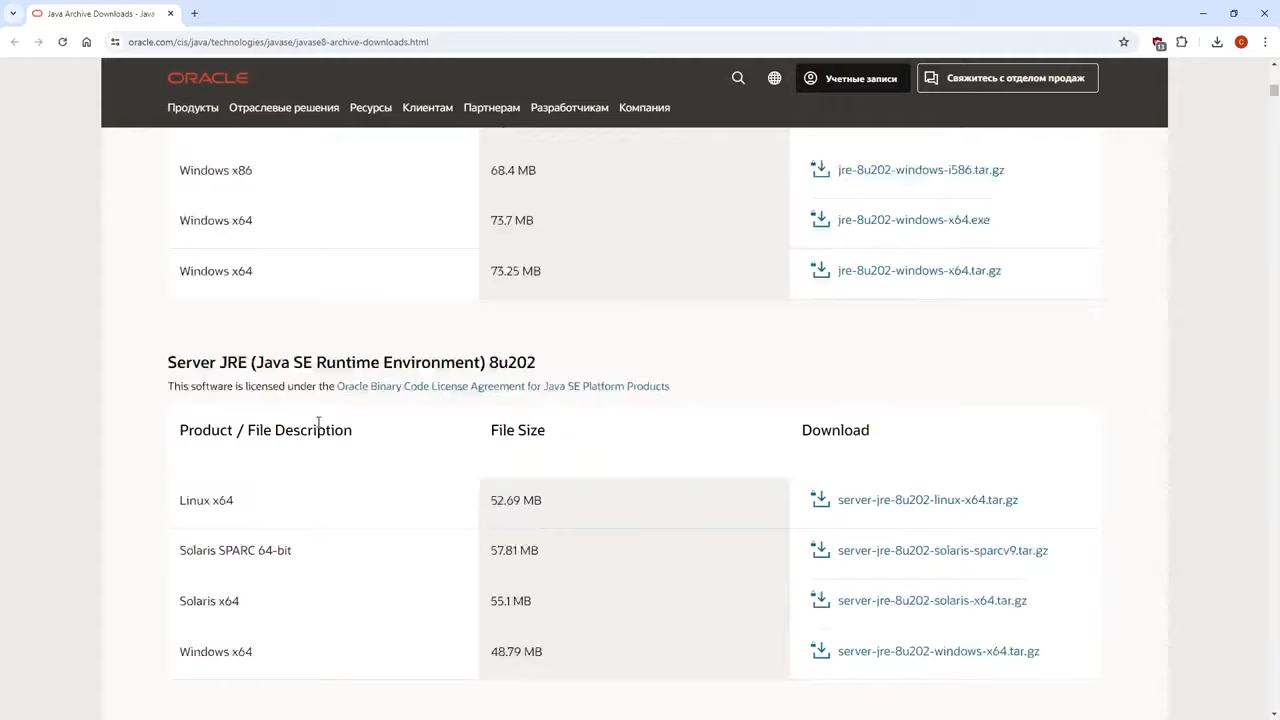 Java Archive Downloads - Java
oracle.com/cis/java/technologies/javase/javase8-archive-downloads.html
13
C
ORACLE
Учетные записи
Свяжитесь с отделом продаж
Продукты Отраслевые решения Ресурсы Клиентам Партнерам Разработчикам Компания
Windows x86 68.4 MB jre-8u202-windows-i586.tar.gz
Windows x64 73.7 MB jre-8u202-windows-x64.exe
Windows x64 73.25 MB jre-8u202-windows-x64.tar.gz
Server JRE (Java SE Runtime Environment) 8u202
This software is licensed under the Oracle Binary Code License Agreement for Java SE Platform Products
Product / File Description File Size Download
Linux x64 52.69 MB server-jre-8u202-linux-x64.tar.gz
Solaris SPARC 64-bit 57.81 MB server-jre-8u202-solaris-sparcv9.tar.gz
Solaris x64 55.1 MB server-jre-8u202-solaris-x64.tar.gz
Windows x64 48.79 MB server-jre-8u202-windows-x64.tar.gz